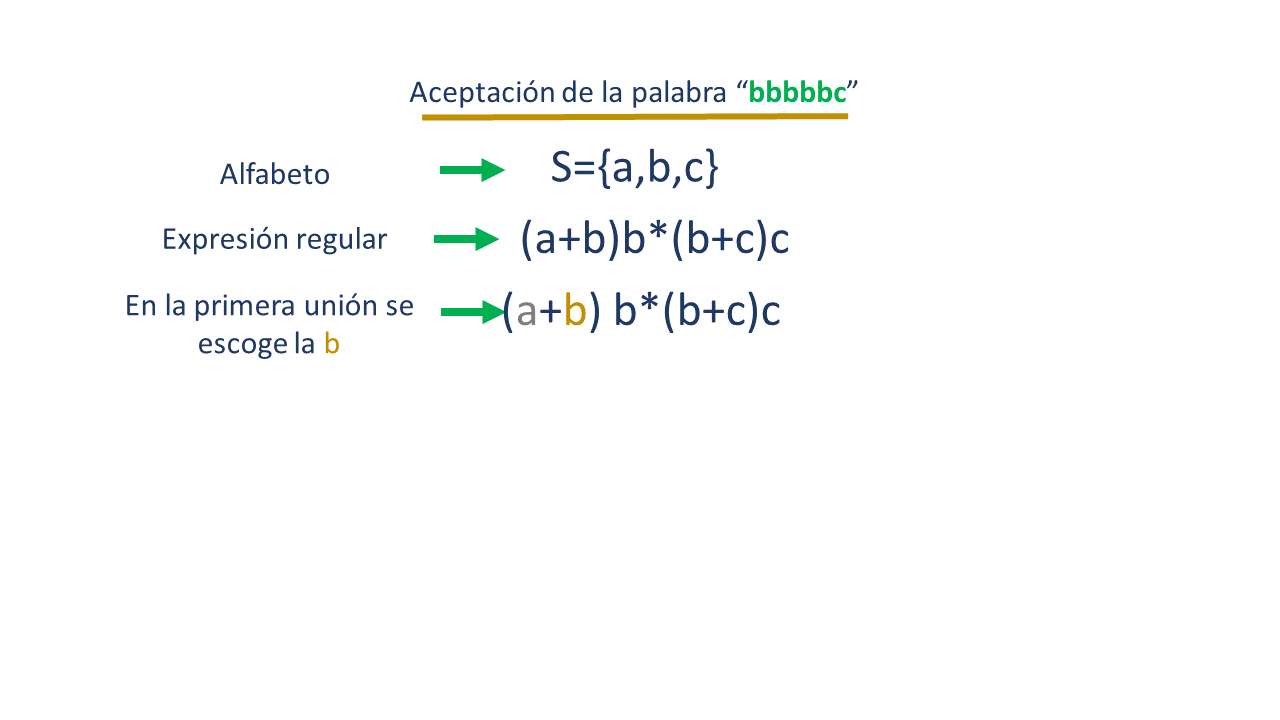 Aceptación de la palabra “bbbbbc”
Alfabeto
S={a,b,c}
Expresión regular
(a+b)b*(b+c)c
En la primera unión se
escoge la b
(a+b) b*(b+c)c